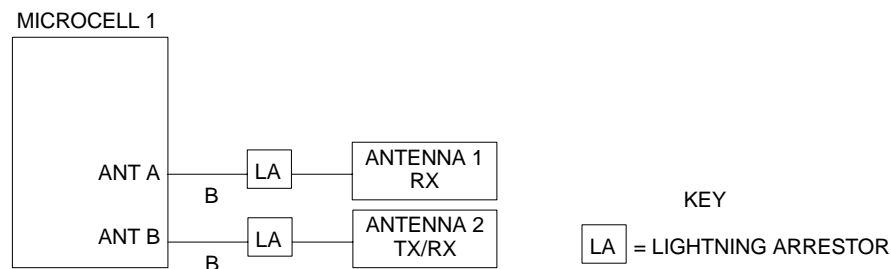 MICROCELL 1
ANT A
B
LA
ANTENNA 1
RX
ANT B
B
LA
ANTENNA 2
TX/RX
KEY
LA = LIGHTNING ARRESTOR